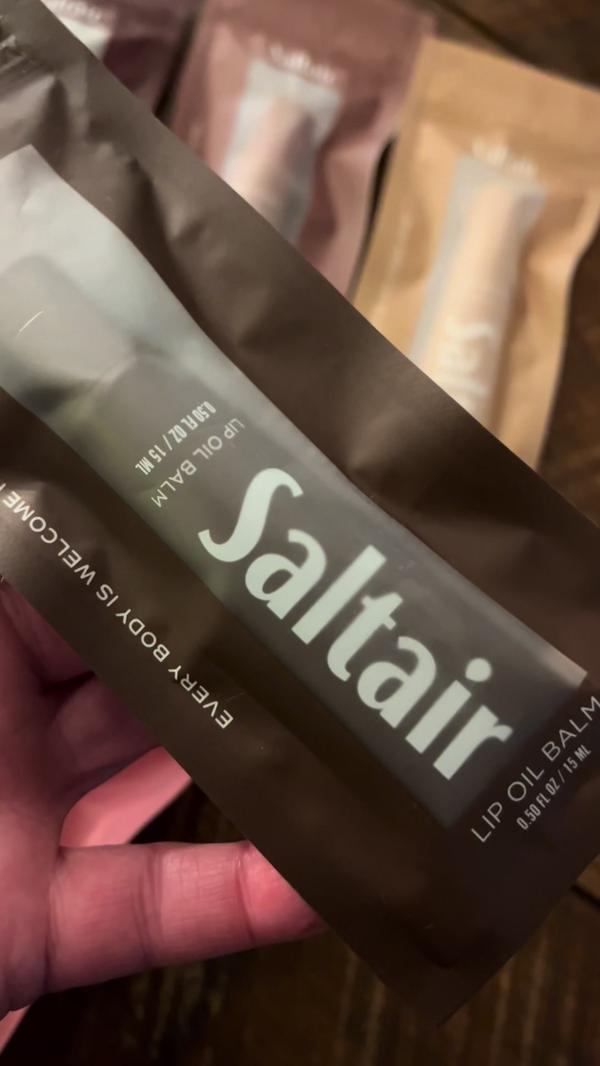 Saltair
LIP OIL BALM
0.50 FL OZ / 15 ML
EVERY BODY IS WELCOME
LIP OIL BALM
0.50 FL OZ / 15 ML
saltair